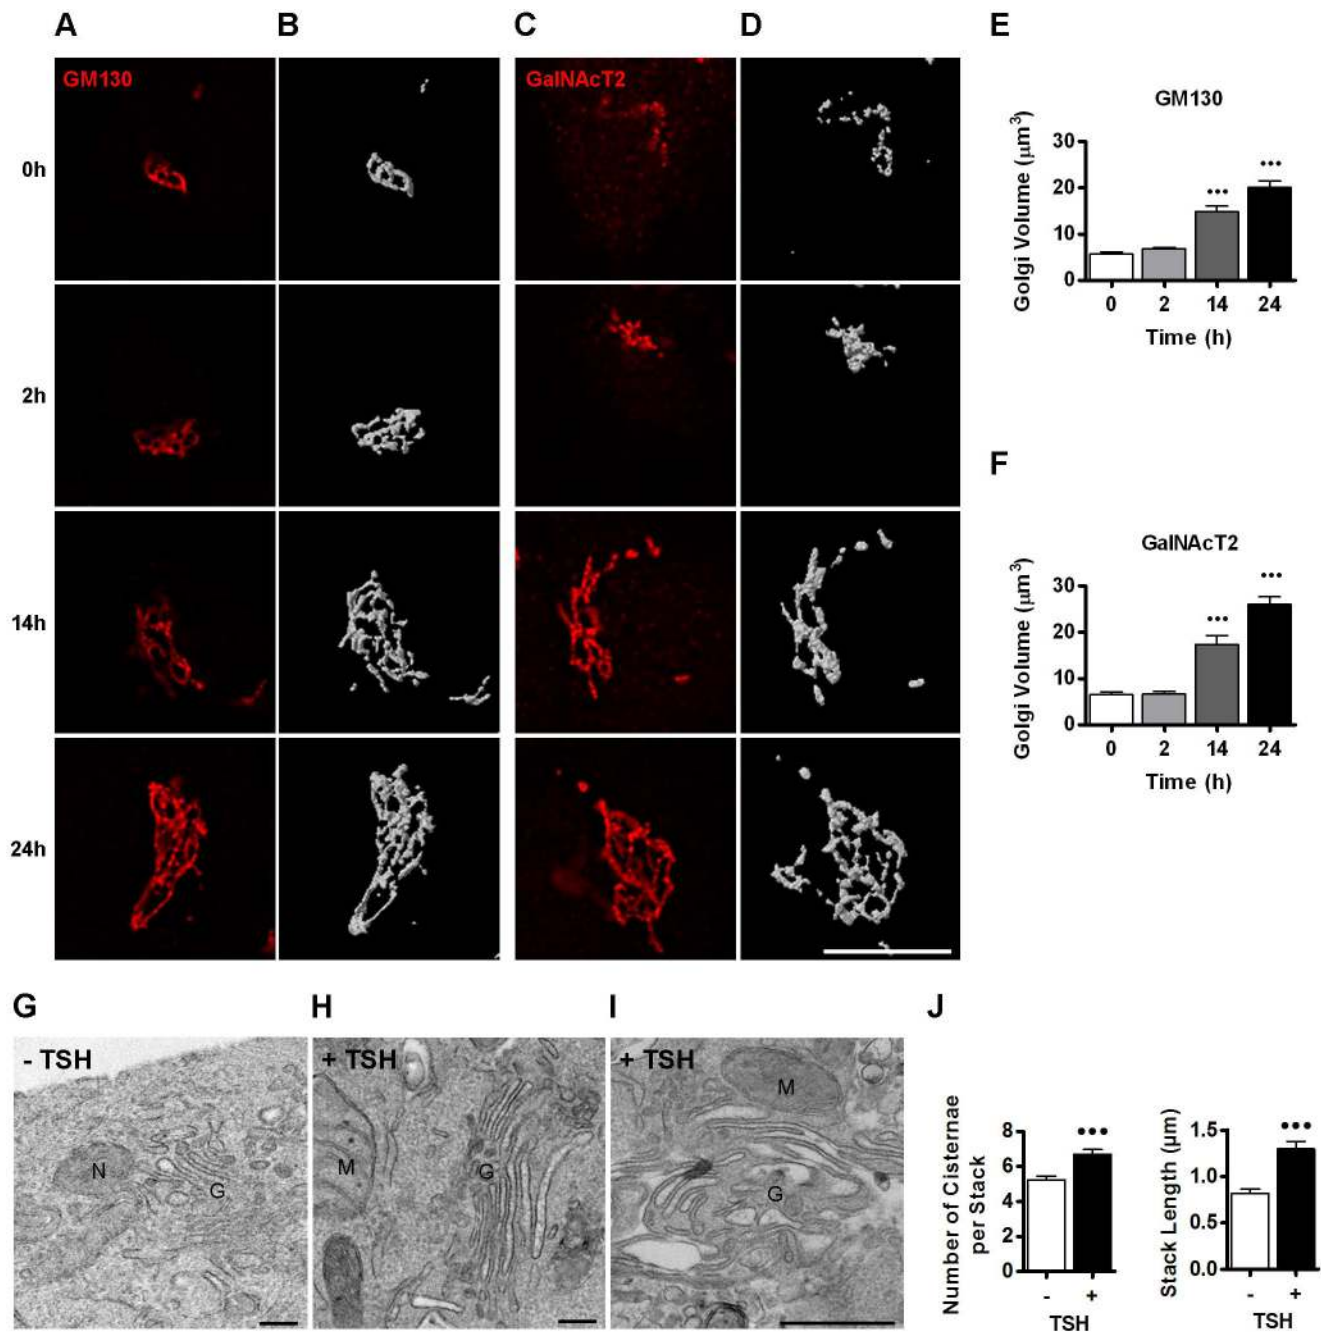 A
B
C
D
E
GM130
GalNAcT2
0h
2h
14h
24h
GM130
Golgi Volume (μm³)
30
20
10
0
•••
•••
0 2 14 24
Time (h)
F
GalNAcT2
Golgi Volume (μm³)
30
20
10
0
•••
•••
0 2 14 24
Time (h)
G
H
I
J
- TSH
N
G
+ TSH
M
G
+ TSH
M
G
Number of Cisternae
per Stack
8
6
4
2
0
•••
- +
TSH
Stack Length (μm)
1.5
1.0
0.5
0.0
•••
- +
TSH